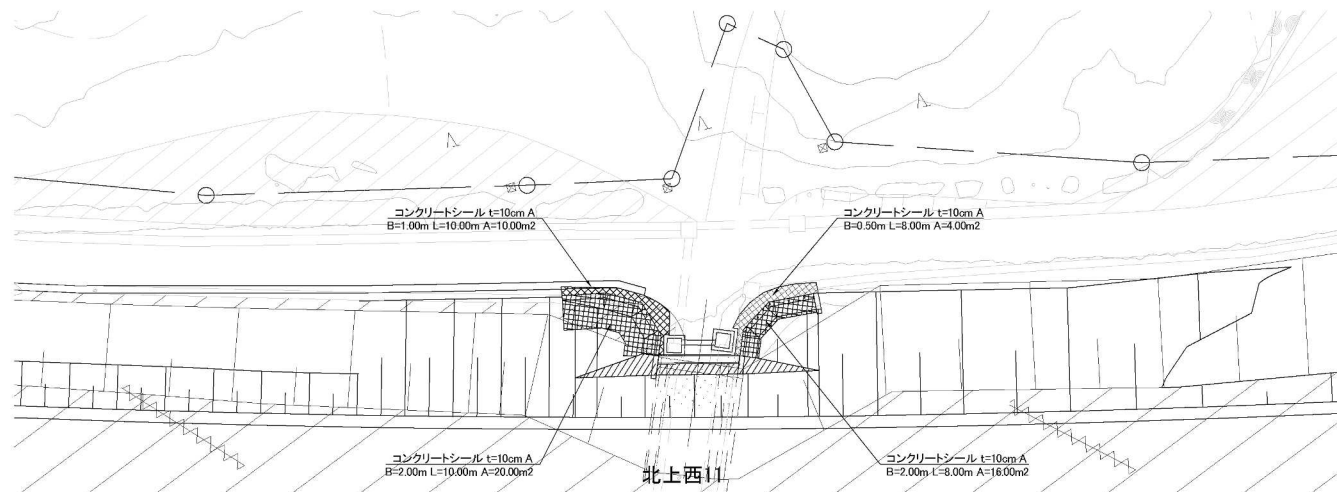 コンクリートシール t=10cm A
B=1.00m L=10.00m A=10.00m2
コンクリートシール t=10cm A
B=0.50m L=8.00m A=4.00m2
コンクリートシール t=10cm A
B=2.00m L=10.00m A=20.00m2
コンクリートシール t=10cm A
B=2.00m L=8.00m A=16.00m2
北上西11